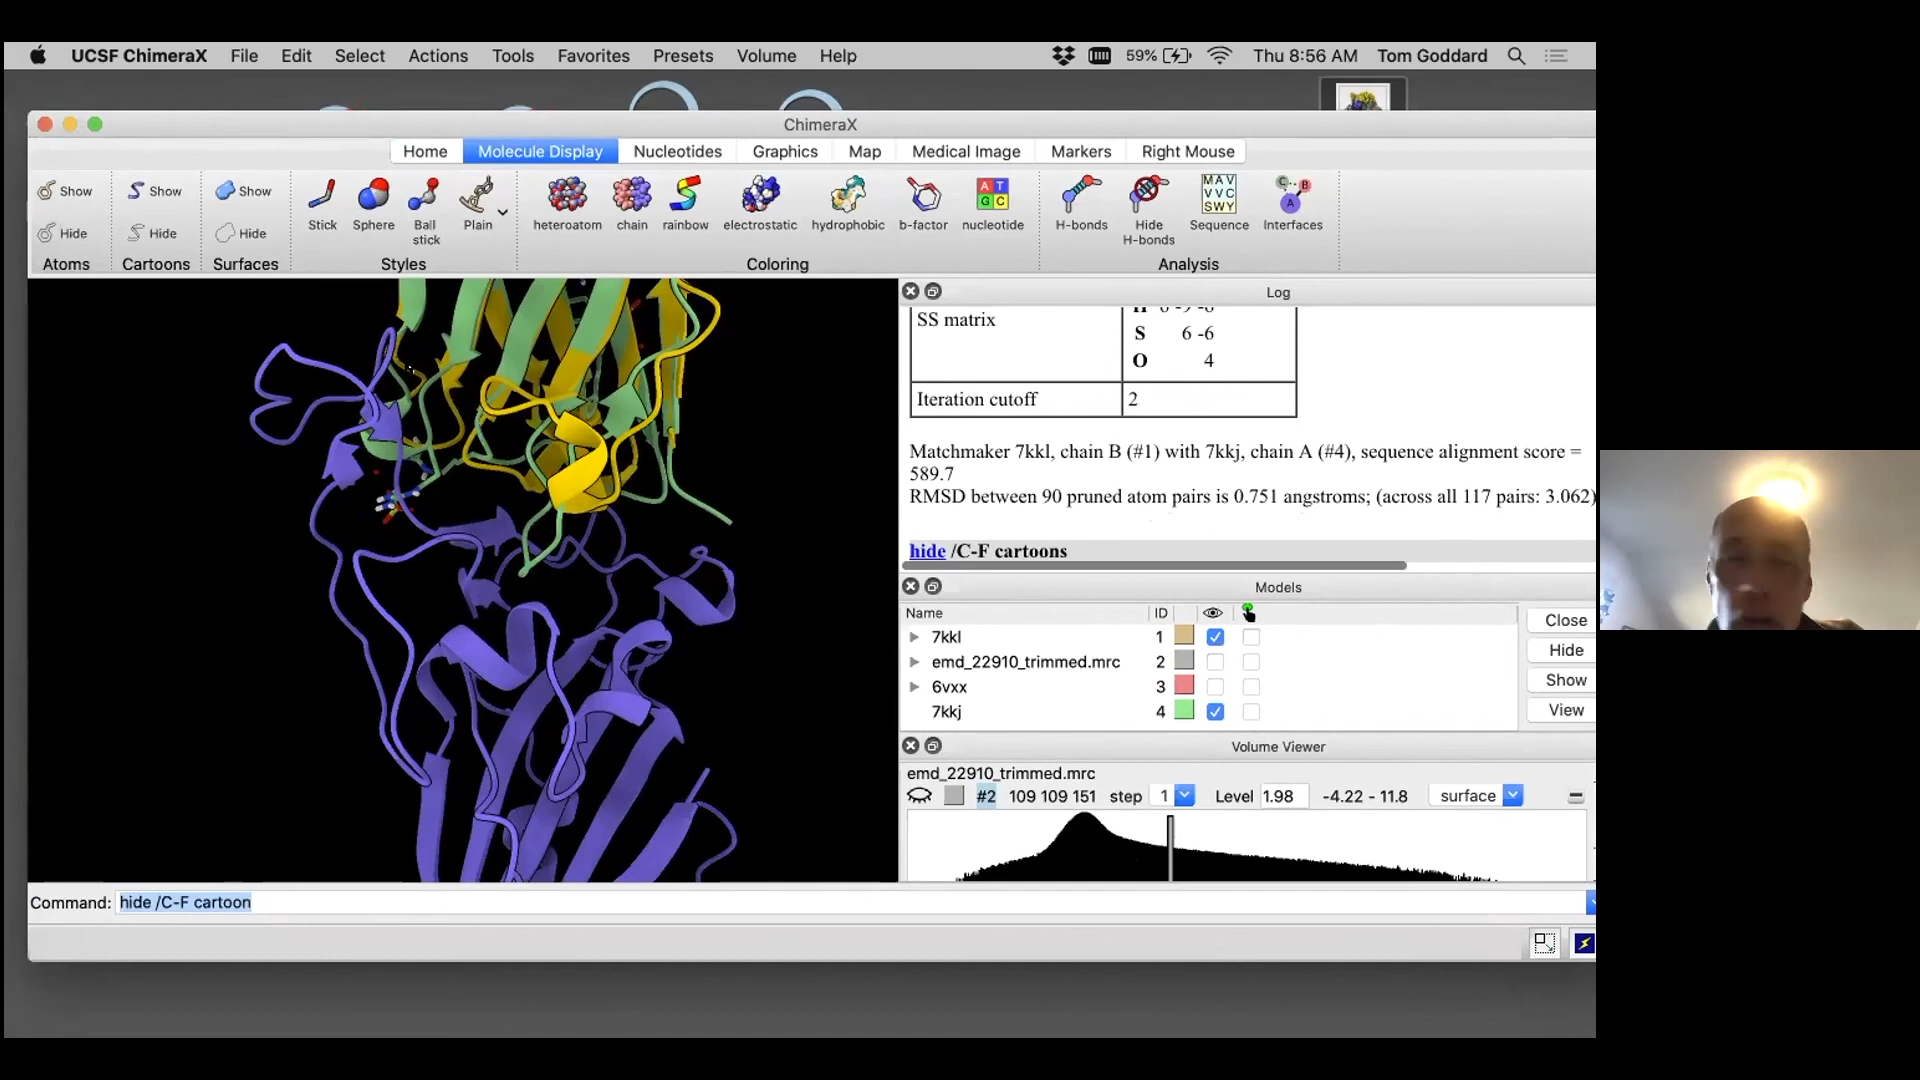 UCSF ChimeraX File Edit Select Actions Tools Favorites Presets Volume Help 59% Thu 8:56 AM Tom Goddard
ChimeraX
Home Molecule Display Nucleotides Graphics Map Medical Image Markers Right Mouse
Show Show Show
Hide Hide Hide
Atoms Cartoons Surfaces
Stick Sphere Ball stick Plain
Styles
heteroatom chain rainbow electrostatic hydrophobic b-factor nucleotide
A T
G C
Coloring
H-bonds Hide H-bonds Sequence Interfaces
MAV
VVC
SWY
C B
A
Analysis
Log
SS matrix
S 6 -6
O 4
Iteration cutoff 2
Matchmaker 7kkl, chain B (#1) with 7kkj, chain A (#4), sequence alignment score =
589.7
RMSD between 90 pruned atom pairs is 0.751 angstroms; (across all 117 pairs: 3.062)
hide /C-F cartoons
Models
Name ID
7kkl 1
emd_22910_trimmed.mrc 2
6vxx 3
7kkj 4
Close
Hide
Show
View
Volume Viewer
emd_22910_trimmed.mrc
#2 109 109 151 step 1 Level 1.98 -4.22 - 11.8 surface
Command: hide /C-F cartoon